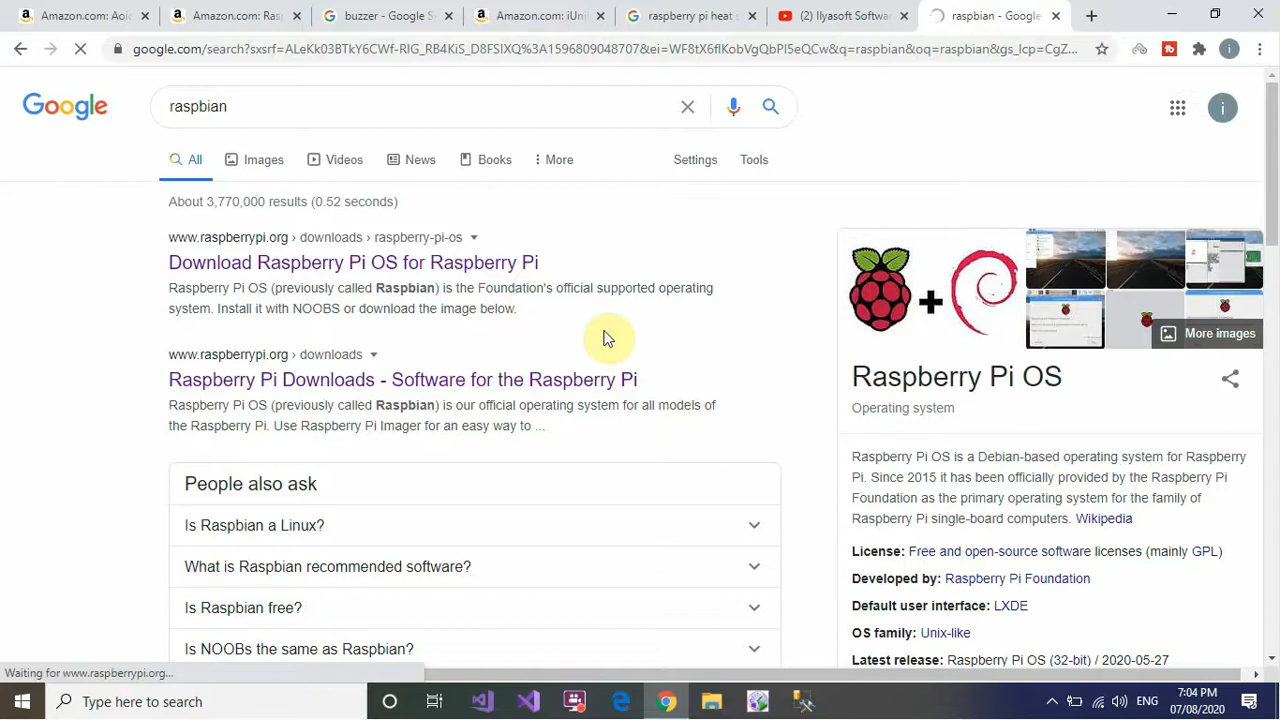 Amazon.com: Aoic
Amazon.com: Ras
buzzer - Google S
Amazon.com: iUni
raspberry pi heat s
(2) Ilyasoft Softwa
raspbian - Google
google.com/search?sxsrf=ALeKk03BTkY6CWf-RIG_RB4KiS_D8FSIXQ%3A1596809048707&ei=WF8tX6flKobVgQbPl5eQCw&q=raspbian&oq=raspbian&gs_lcp=CgZ...
i
Google
raspbian
i
All
Images
Videos
News
Books
More
Settings
Tools
About 3,770,000 results (0.52 seconds)
www.raspberrypi.org › downloads › raspberry-pi-os
Download Raspberry Pi OS for Raspberry Pi
Raspberry Pi OS (previously called Raspbian) is the Foundation's official supported operating
system. Install it with NOOBS or download the image below.
www.raspberrypi.org › downloads
Raspberry Pi Downloads - Software for the Raspberry Pi
Raspberry Pi OS (previously called Raspbian) is our official operating system for all models of
the Raspberry Pi. Use Raspberry Pi Imager for an easy way to ...
People also ask
Is Raspbian a Linux?
What is Raspbian recommended software?
Is Raspbian free?
Is NOOBs the same as Raspbian?
More images
Raspberry Pi OS
Operating system
Raspberry Pi OS is a Debian-based operating system for Raspberry
Pi. Since 2015 it has been officially provided by the Raspberry Pi
Foundation as the primary operating system for the family of
Raspberry Pi single-board computers. Wikipedia
License: Free and open-source software licenses (mainly GPL)
Developed by: Raspberry Pi Foundation
Default user interface: LXDE
OS family: Unix-like
Latest release: Raspberry Pi OS (32-bit) / 2020-05-27
Waiting for www.raspberrypi.org...
Type here to search
ENG
7:04 PM
07/08/2020